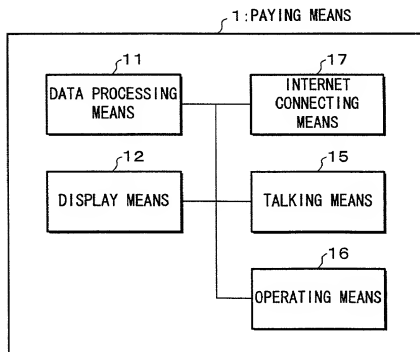 1:PAYING MEANS
11
DATA PROCESSING
MEANS
17
INTERNET
CONNECTING
MEANS
12
DISPLAY MEANS
15
TALKING MEANS
16
OPERATING MEANS